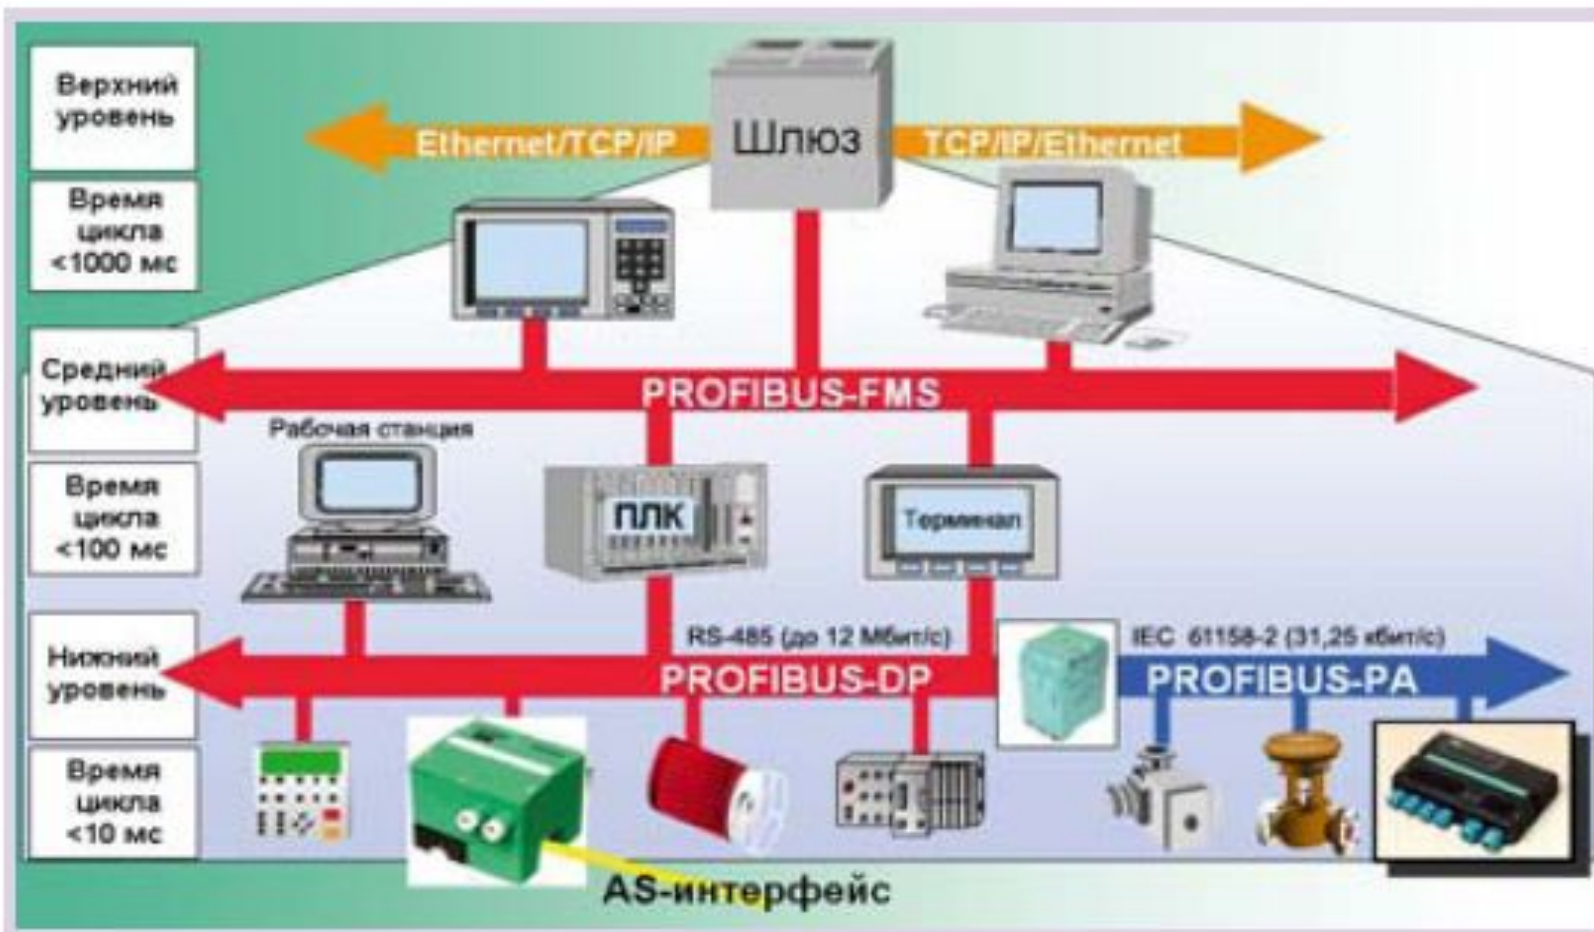 Верхний
уровень
Ethernet/TCP/IP
Шлюз
TCP/IP/Ethernet
Время
цикла
<1000 мс
Средний
уровень
PROFIBUS-FMS
Рабочая станция
Время
цикла
<100 мс
ПЛК
Терминал
Нижний
уровень
RS-485 (до 12 Мбит/с)
IEC 61158-2 (31,25 кбит/с)
PROFIBUS-DP
PROFIBUS-PA
Время
цикла
<10 мс
AS-интерфейс